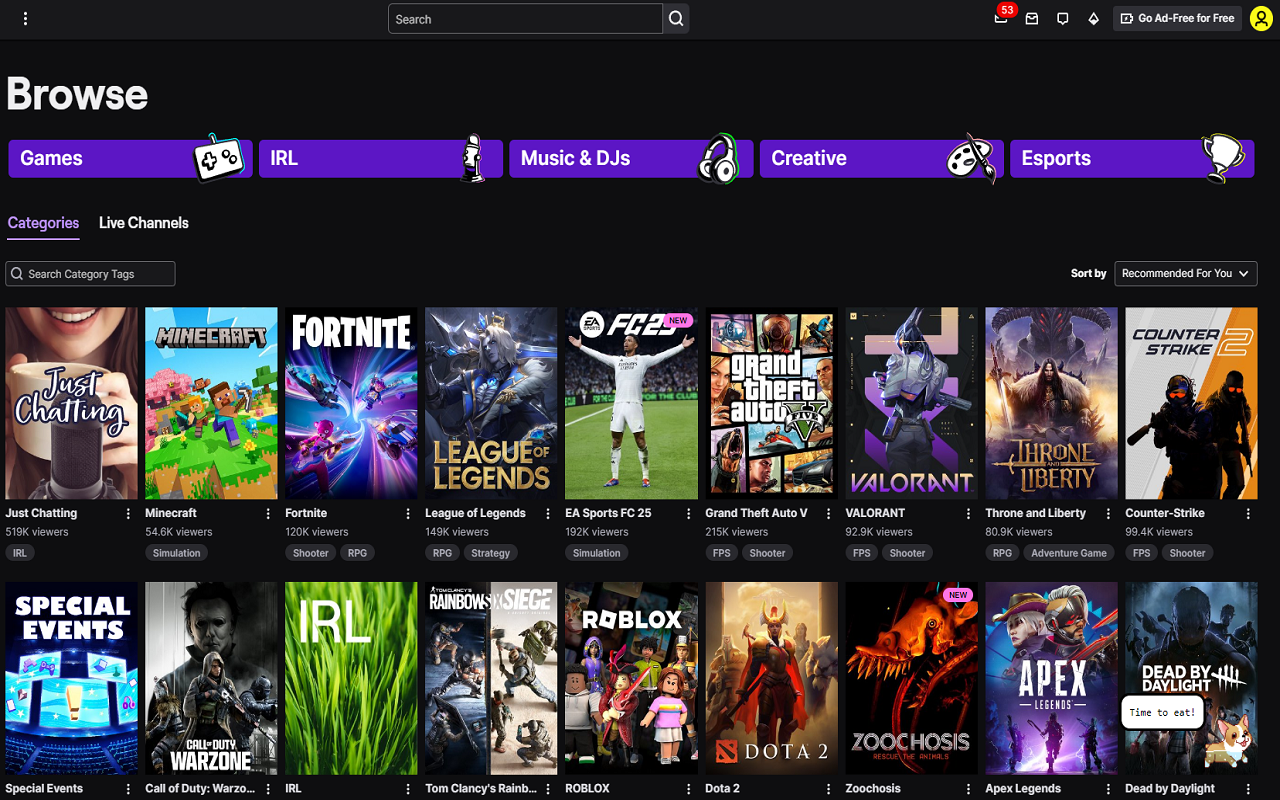 Search
53
Go Ad-Free for Free
Browse
Games
IRL
Music & DJs
Creative
Esports
Categories
Live Channels
Search Category Tags
Sort by
Recommended For You
Just Chatting
MINECRAFT
FORTNITE
LEAGUE OF LEGENDS
EA SPORTS FC 25
NEW
grand theft auto V FIVE
VALORANT
THRONE AND LIBERTY
COUNTER STRIKE 2
Just Chatting
519K viewers
IRL
Minecraft
54.6K viewers
Simulation
Fortnite
120K viewers
Shooter
RPG
League of Legends
149K viewers
RPG
Strategy
EA Sports FC 25
192K viewers
Simulation
Grand Theft Auto V
215K viewers
FPS
Shooter
VALORANT
92.9K viewers
FPS
Shooter
Throne and Liberty
80.9K viewers
RPG
Adventure Game
Counter-Strike
99.4K viewers
FPS
Shooter
SPECIAL EVENTS
CALL OF DUTY WARZONE
IRL
TOM CLANCY'S RAINBOW SIX SIEGE
ROBLOX
DOTA 2
NEW
ZOOCHOSIS
RESCUE THE ANIMALS
APEX LEGENDS
DEAD BY DAYLIGHT
Time to eat!
Special Events
Call of Duty: Warzo...
IRL
Tom Clancy's Rainb...
ROBLOX
Dota 2
Zoochosis
Apex Legends
Dead by Daylight